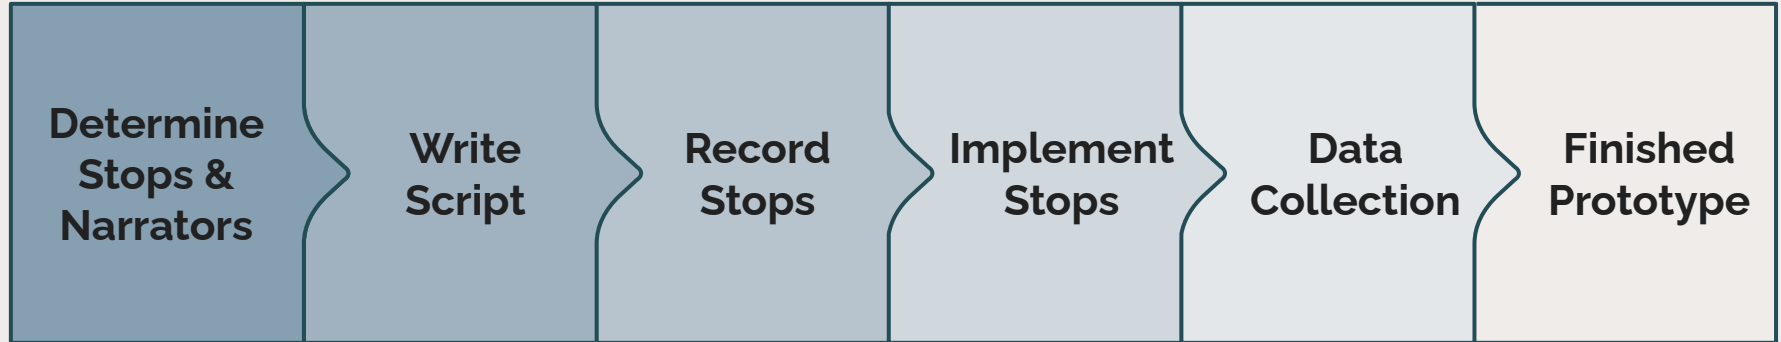 Determine
Stops &
Narrators
Write
Script
Record
Stops
Implement
Stops
Data
Collection
Finished
Prototype